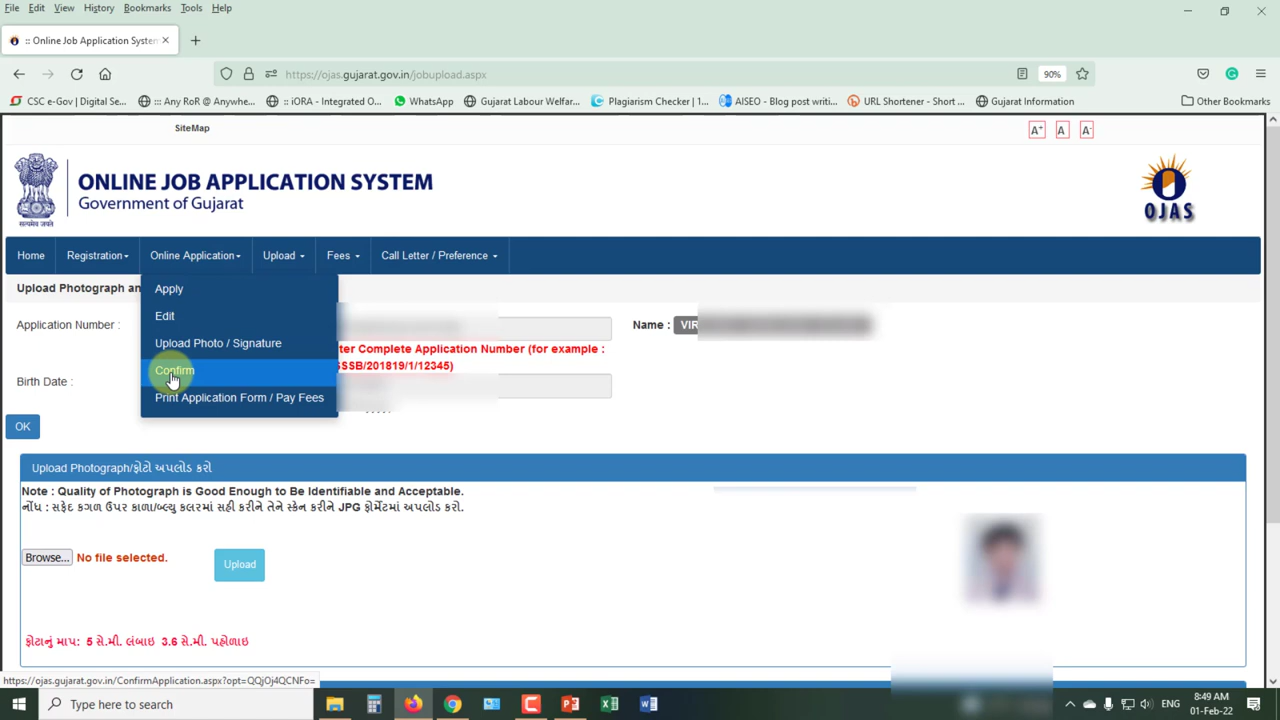 File Edit View History Bookmarks Tools Help
:: Online Job Application System
https://ojas.gujarat.gov.in/jobupload.aspx
90%
CSC e-Gov | Digital Se... ::: Any RoR @ Anywhe... :: iORA - Integrated O... WhatsApp Gujarat Labour Welfar... Plagiarism Checker | 1... AISEO - Blog post writi... URL Shortener - Short ... Gujarat Information Other Bookmarks
SiteMap
A+ A A-
सत्यमेव जयते
ONLINE JOB APPLICATION SYSTEM
Government of Gujarat
OJAS
Home Registration Online Application Upload Fees Call Letter / Preference
Upload Photograph an
Apply
Edit
Upload Photo / Signature
Confirm
Print Application Form / Pay Fees
Application Number :
Name : VIR
ter Complete Application Number (for example :
SSB/201819/1/12345)
Birth Date :
OK
Upload Photograph/ફોટો અપલોડ કરો
Note : Quality of Photograph is Good Enough to Be Identifiable and Acceptable.
નોંધ : સફેદ કગળ ઉપર કાળા/બ્લ્યુ કલરમાં સહી કરીને તેને સ્કેન કરીને JPG ફોર્મેટમાં અપલોડ કરો.
Browse... No file selected.
Upload
ફોટાનું માપ: 5 સે.મી. લંબાઇ 3.6 સે.મી. પહોળાઇ
https://ojas.gujarat.gov.in/ConfirmApplication.aspx?opt=QQjOj4QCNFo=
Type here to search
ENG
8:49 AM
01-Feb-22